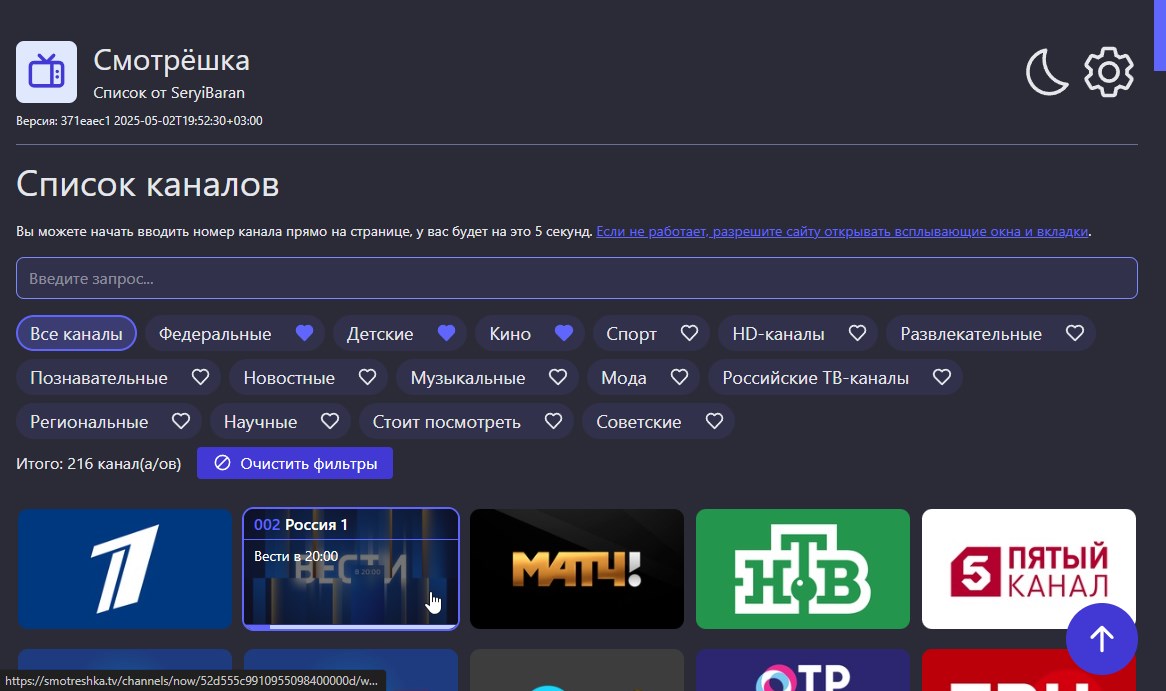 Смотрёшка
Список от SeryiBaran
Версия: 371eaec1 2025-05-02T19:52:30+03:00
Список каналов
Вы можете начать вводить номер канала прямо на странице, у вас будет на это 5 секунд. Если не работает, разрешите сайту открывать всплывающие окна и вкладки.
Введите запрос...
Все каналы Федеральные Детские Кино Спорт HD-каналы Развлекательные
Познавательные Новостные Музыкальные Мода Российские ТВ-каналы
Региональные Научные Стоит посмотреть Советские
Итого: 216 канал(а/ов) Очистить фильтры
002 Россия 1
Вести в 20:00
ВЕСТИ
В 20:00
МАТЧ!
НТВ
5 ПЯТЫЙ
КАНАЛ
ОТР
https://smotreshka.tv/channels/now/52d555c9910955098400000d/w...